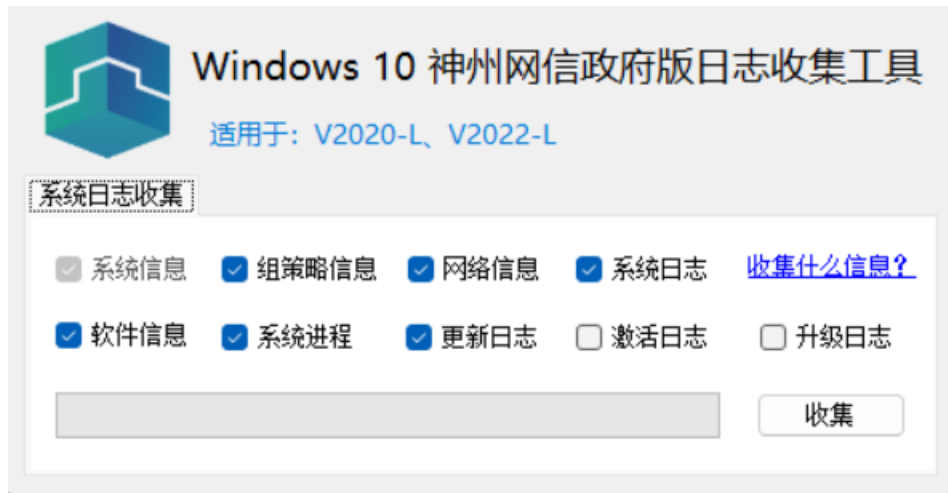 Windows 10 神州网信政府版日志收集工具
适用于：V2020-L、V2022-L
系统日志收集
系统信息 组策略信息 网络信息 系统日志 收集什么信息？
软件信息 系统进程 更新日志 激活日志 升级日志
收集